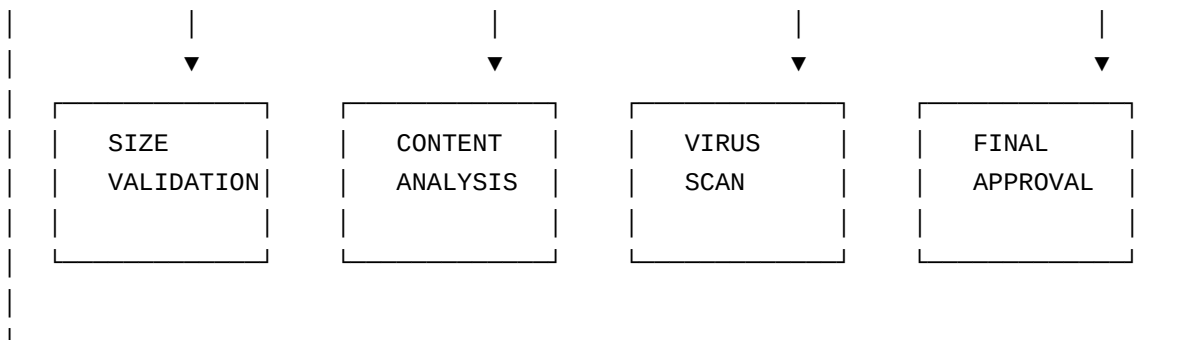 SIZE CONTENT VIRUS FINAL
VALIDATION ANALYSIS SCAN APPROVAL